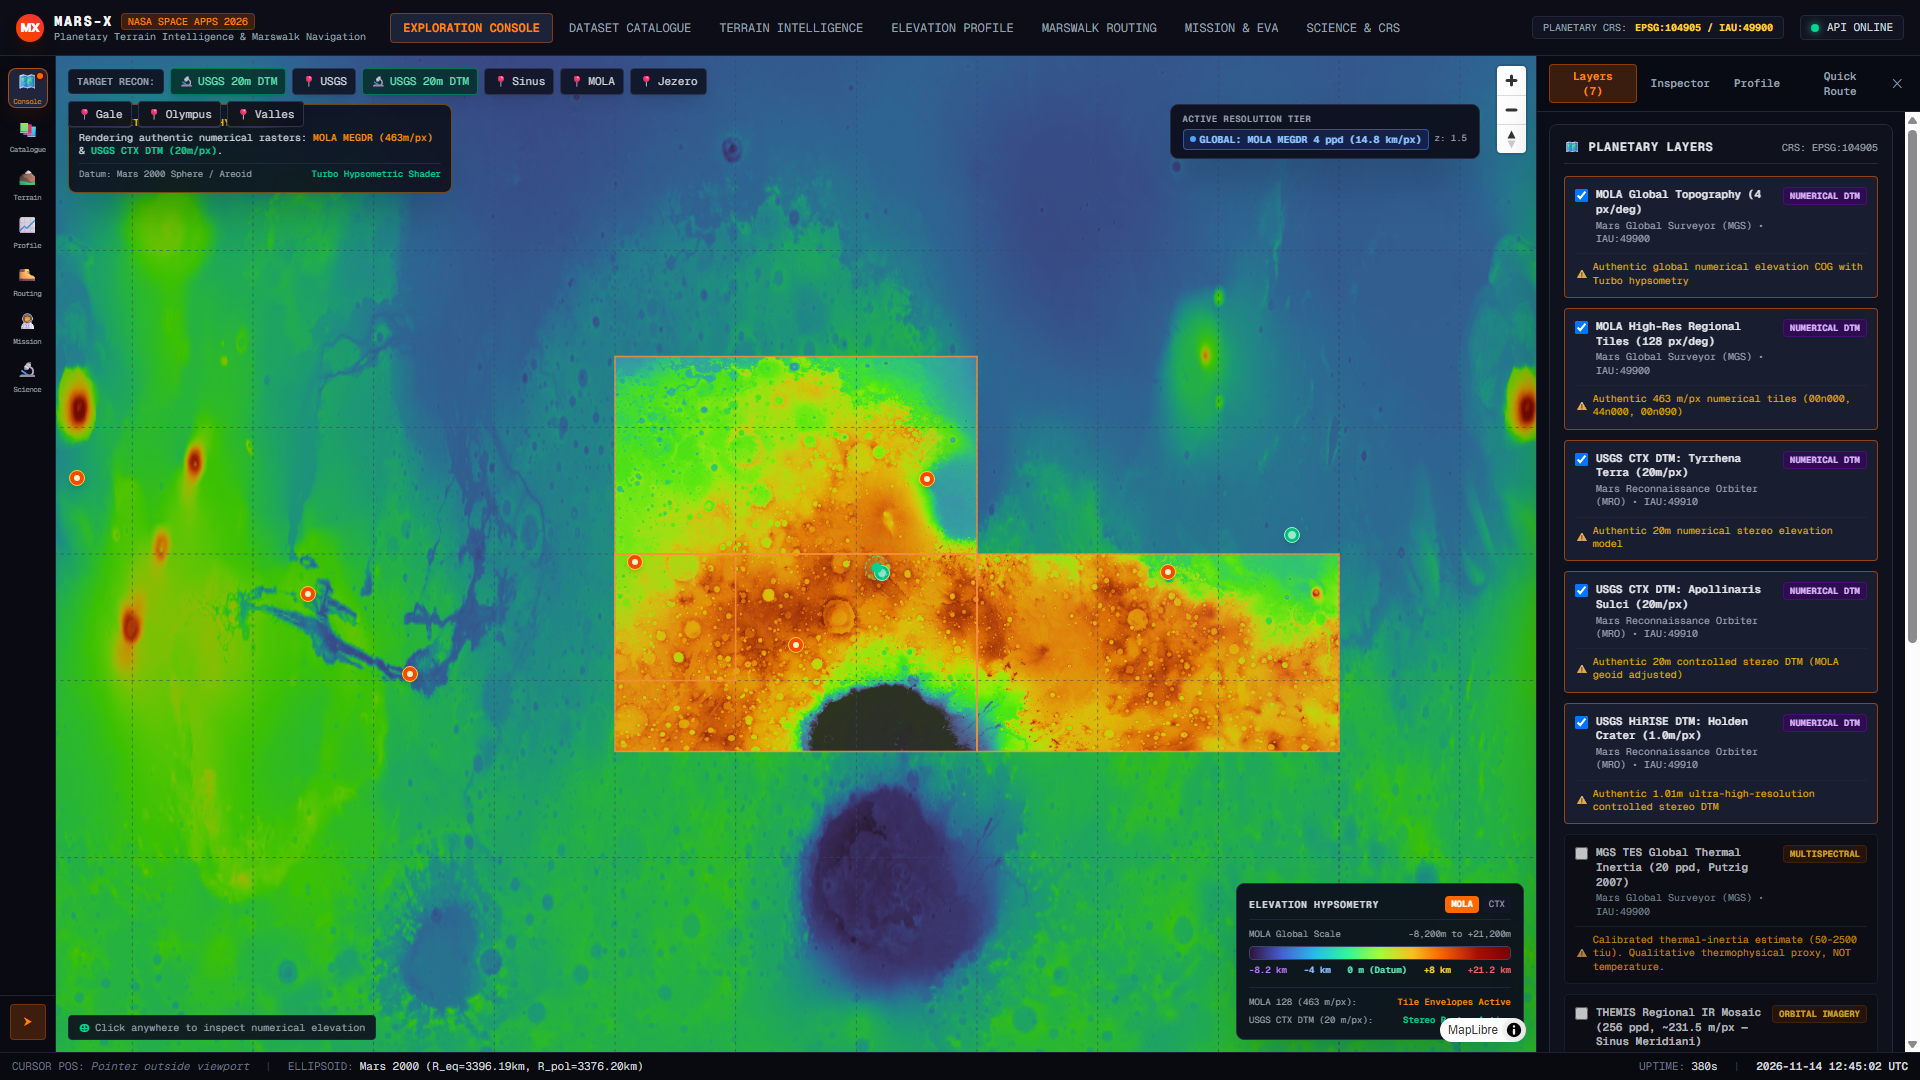 MX
MARS-X
NASA SPACE APPS 2026
Planetary Terrain Intelligence & Marswalk Navigation
EXPLORATION CONSOLE
DATASET CATALOGUE
TERRAIN INTELLIGENCE
ELEVATION PROFILE
MARSWALK ROUTING
MISSION & EVA
SCIENCE & CRS
PLANETARY CRS: EPSG:104905 / IAU:49900
API ONLINE
Console
Catalogue
Terrain
Profile
Routing
Mission
Science
TARGET RECON:
USGS 20m DTM
USGS
USGS 20m DTM
Sinus
MOLA
Jezero
Gale
Olympus
Valles
Rendering authentic numerical rasters: MOLA MEGDR (463m/px)
& USGS CTX DTM (20m/px).
Datum: Mars 2000 Sphere / Areoid
Turbo Hypsometric Shader
ACTIVE RESOLUTION TIER
GLOBAL: MOLA MEGDR 4 ppd (14.8 km/px)
z: 1.5
Layers
(7)
Inspector
Profile
Quick
Route
PLANETARY LAYERS
CRS: EPSG:104905
MOLA Global Topography (4
px/deg)
NUMERICAL DTM
Mars Global Surveyor (MGS) •
IAU:49900
Authentic global numerical elevation COG with
Turbo hypsometry
MOLA High-Res Regional
Tiles (128 px/deg)
NUMERICAL DTM
Mars Global Surveyor (MGS) •
IAU:49900
Authentic 463 m/px numerical tiles (00n000,
44n000, 00n090)
USGS CTX DTM: Tyrrhena
Terra (20m/px)
NUMERICAL DTM
Mars Reconnaissance Orbiter
(MRO) • IAU:49910
Authentic 20m numerical stereo elevation
model
USGS CTX DTM: Apollinaris
Sulci (20m/px)
NUMERICAL DTM
Mars Reconnaissance Orbiter
(MRO) • IAU:49910
Authentic 20m controlled stereo DTM (MOLA
geoid adjusted)
USGS HiRISE DTM: Holden
Crater (1.0m/px)
NUMERICAL DTM
Mars Reconnaissance Orbiter
(MRO) • IAU:49910
Authentic 1.01m ultra-high-resolution
controlled stereo DTM
MGS TES Global Thermal
Inertia (20 ppd, Putzig
2007)
MULTISPECTRAL
Mars Global Surveyor (MGS) •
IAU:49900
Calibrated thermal-inertia estimate (50-2500
tiu). Qualitative thermophysical proxy, NOT
temperature.
THEMIS Regional IR Mosaic
(256 ppd, ~231.5 m/px —
Sinus Meridiani)
ORBITAL IMAGERY
ELEVATION HYPSOMETRY
MOLA
CTX
MOLA Global Scale
-8,200m to +21,200m
-8.2 km
-4 km
0 m (Datum)
+8 km
+21.2 km
MOLA 128 (463 m/px):
Tile Envelopes Active
USGS CTX DTM (20 m/px):
Stereo
MapLibre
Click anywhere to inspect numerical elevation
CURSOR POS: Pointer outside viewport
ELLIPSOID: Mars 2000 (R_eq=3396.19km, R_pol=3376.20km)
UPTIME: 380s
2026-11-14 12:45:02 UTC